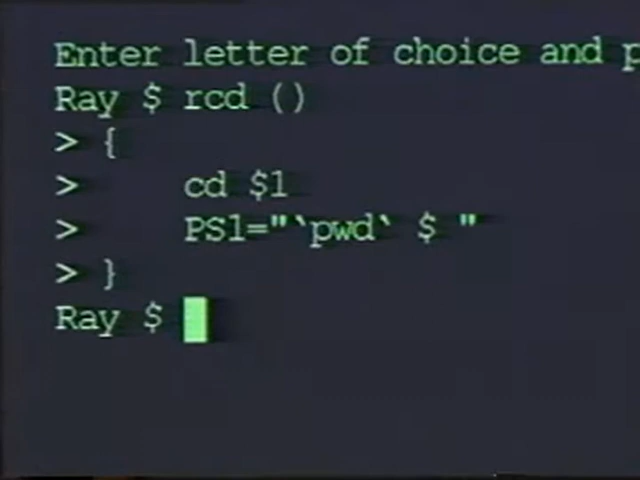 Enter letter of choice and
Ray $ rcd ()
> {
>     cd $1
>     PS1="`pwd` $ "
> }
Ray $